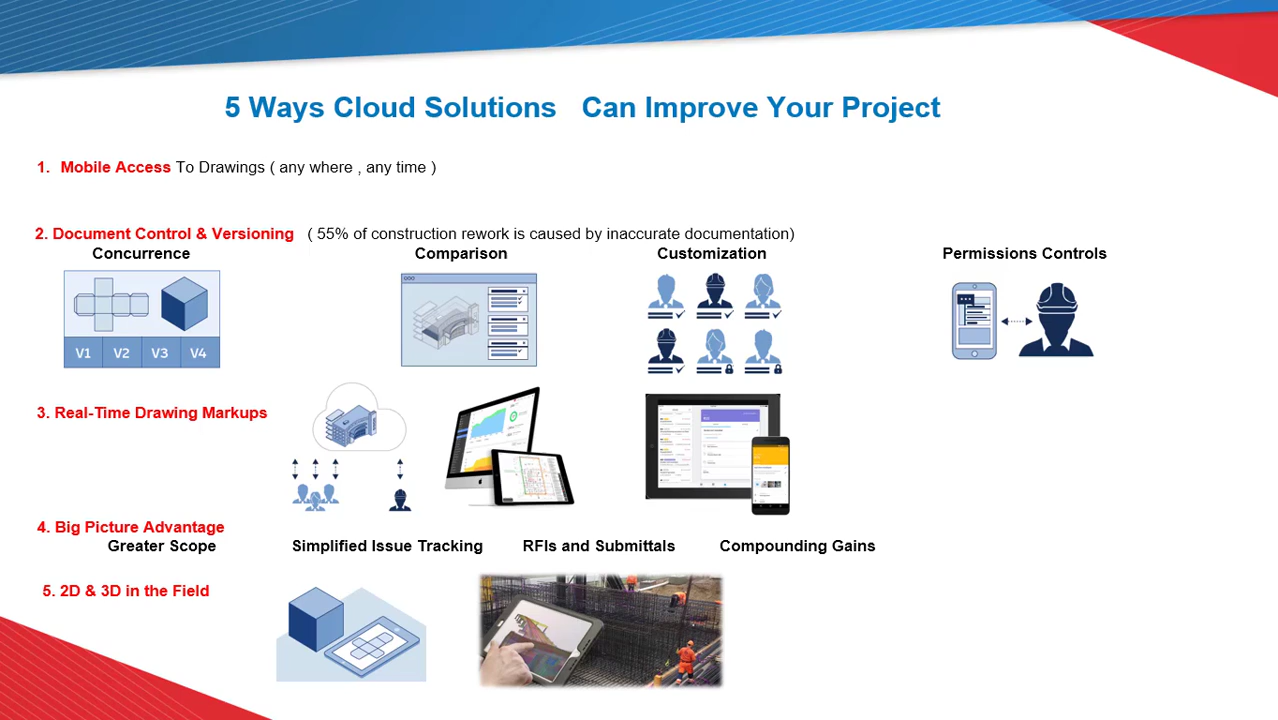 5 Ways Cloud Solutions Can Improve Your Project
1. Mobile Access To Drawings ( any where , any time )
2. Document Control & Versioning ( 55% of construction rework is caused by inaccurate documentation)
Concurrence Comparison Customization Permissions Controls
V1 V2 V3 V4
3. Real-Time Drawing Markups
4. Big Picture Advantage
Greater Scope Simplified Issue Tracking RFIs and Submittals Compounding Gains
5. 2D & 3D in the Field